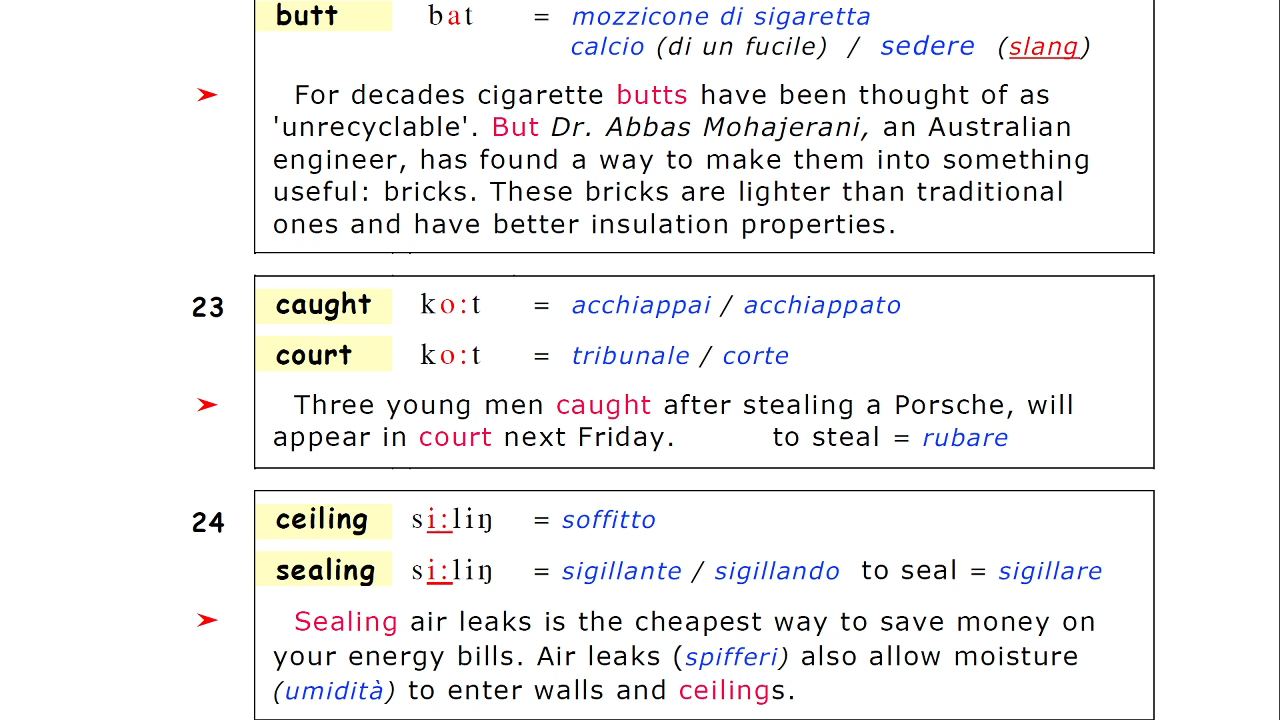 butt bat = mozzicone di sigaretta
calcio (di un fucile) / sedere (slang)
➤ For decades cigarette butts have been thought of as
'unrecyclable'. But Dr. Abbas Mohajerani, an Australian
engineer, has found a way to make them into something
useful: bricks. These bricks are lighter than traditional
ones and have better insulation properties.
23 caught ko:t = acchiappai / acchiappato
court ko:t = tribunale / corte
➤ Three young men caught after stealing a Porsche, will
appear in court next Friday. to steal = rubare
24 ceiling si:liŋ = soffitto
sealing si:liŋ = sigillante / sigillando to seal = sigillare
➤ Sealing air leaks is the cheapest way to save money on
your energy bills. Air leaks (spifferi) also allow moisture
(umidità) to enter walls and ceilings.